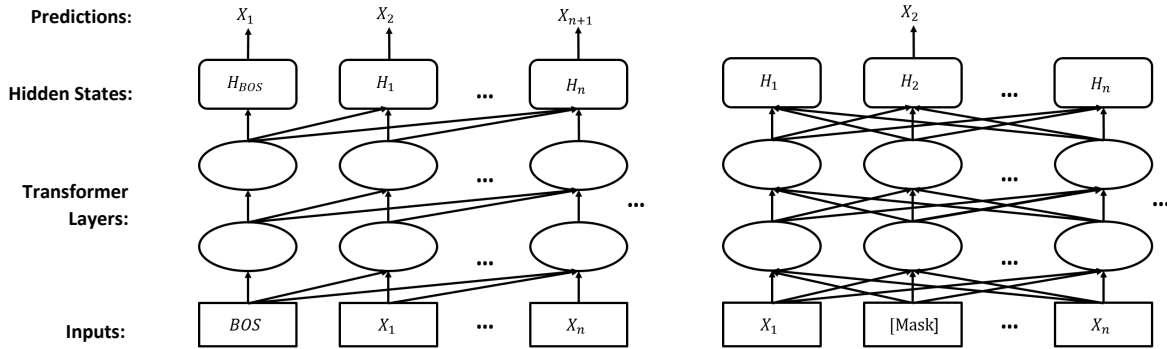 Predictions: X₁ X₂ Xₙ₊₁ X₂
Hidden States: H_BOS H₁ ... Hₙ H₁ H₂ ... Hₙ
... ...
Transformer
Layers: ... ...
... ...
Inputs: BOS X₁ ... Xₙ X₁ [Mask] ... Xₙ